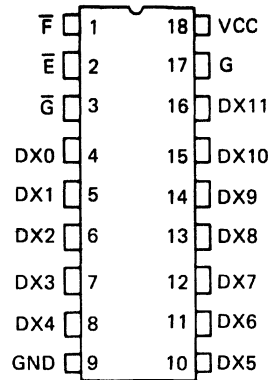 F̅ 1 18 VCC
E̅ 2 17 G
G̅ 3 16 DX11
DX0 4 15 DX10
DX1 5 14 DX9
DX2 6 13 DX8
DX3 7 12 DX7
DX4 8 11 DX6
GND 9 10 DX5